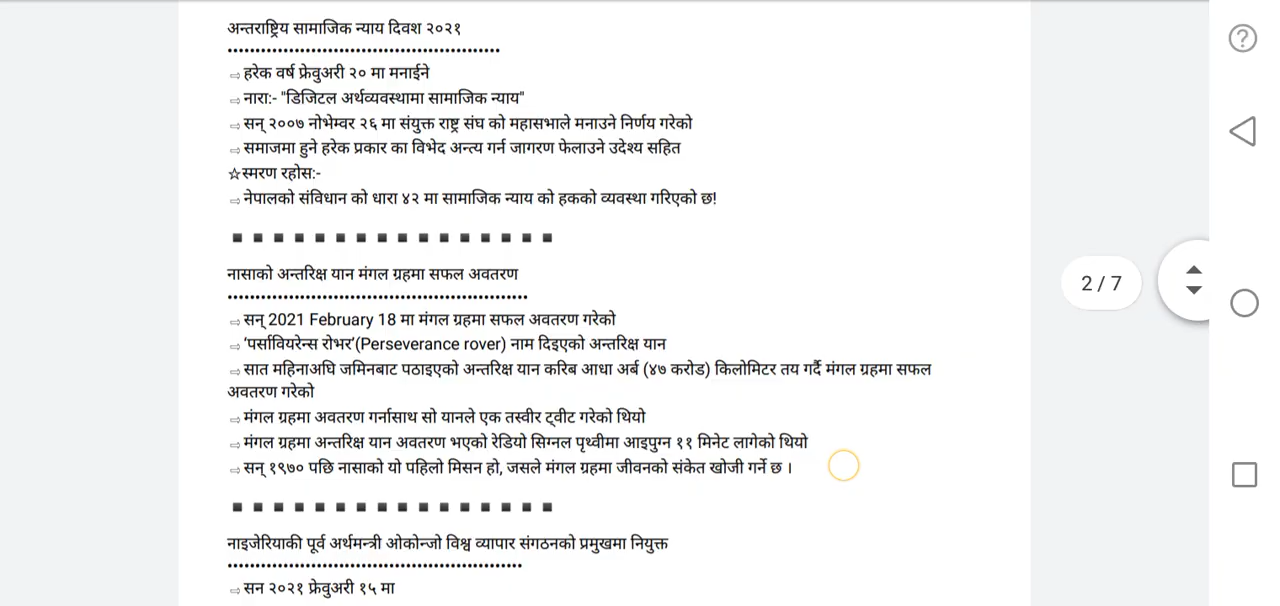 अन्तराष्ट्रिय सामाजिक न्याय दिवश २०२१
⇨ हरेक वर्ष फ्रेवुअरी २० मा मनाईने
⇨ नारा:- "डिजिटल अर्थव्यवस्थामा सामाजिक न्याय"
⇨ सन् २००७ नोभेम्वर २६ मा संयुक्त राष्ट्र संघ को महासभाले मनाउने निर्णय गरेको
⇨ समाजमा हुने हरेक प्रकार का विभेद अन्त्य गर्न जागरण फेलाउने उदेश्य सहित
☆स्मरण रहोस:-
⇨ नेपालको संविधान को धारा ४२ मा सामाजिक न्याय को हकको व्यवस्था गरिएको छ!
नासाको अन्तरिक्ष यान मंगल ग्रहमा सफल अवतरण
⇨ सन् 2021 February 18 मा मंगल ग्रहमा सफल अवतरण गरेको
2 / 7
⇨ ‘पर्सावियरेन्स रोभर’(Perseverance rover) नाम दिइएको अन्तरिक्ष यान
⇨ सात महिनाअघि जमिनबाट पठाइएको अन्तरिक्ष यान करिब आधा अर्ब (४७ करोड) किलोमिटर तय गर्दै मंगल ग्रहमा सफल
अवतरण गरेको
⇨ मंगल ग्रहमा अवतरण गर्नासाथ सो यानले एक तस्वीर ट्वीट गरेको थियो
⇨ मंगल ग्रहमा अन्तरिक्ष यान अवतरण भएको रेडियो सिग्नल पृथ्वीमा आइपुग्न ११ मिनेट लागेको थियो
⇨ सन् १९७० पछि नासाको यो पहिलो मिसन हो, जसले मंगल ग्रहमा जीवनको संकेत खोजी गर्ने छ ।
नाइजेरियाकी पूर्व अर्थमन्त्री ओकोन्जो विश्व व्यापार संगठनको प्रमुखमा नियुक्त
⇨ सन २०२१ फ्रेवुअरी १५ मा